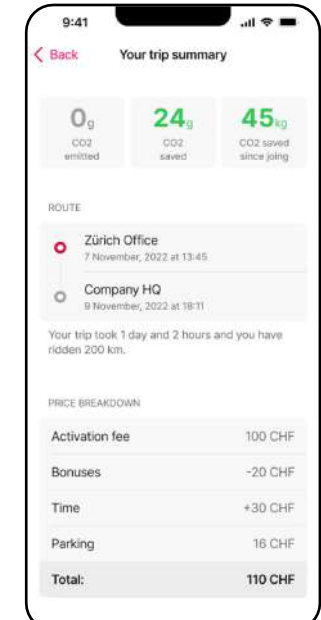 9:41
Back Your trip summary
0g 24g 45kg
CO2 CO2 CO2 saved
emitted saved since joing
ROUTE
Zürich Office
7 November, 2022 at 13:45
Company HQ
9 November, 2022 at 18:11
Your trip took 1 day and 2 hours and you have
ridden 200 km.
PRICE BREAKDOWN
Activation fee 100 CHF
Bonuses -20 CHF
Time +30 CHF
Parking 16 CHF
Total: 110 CHF